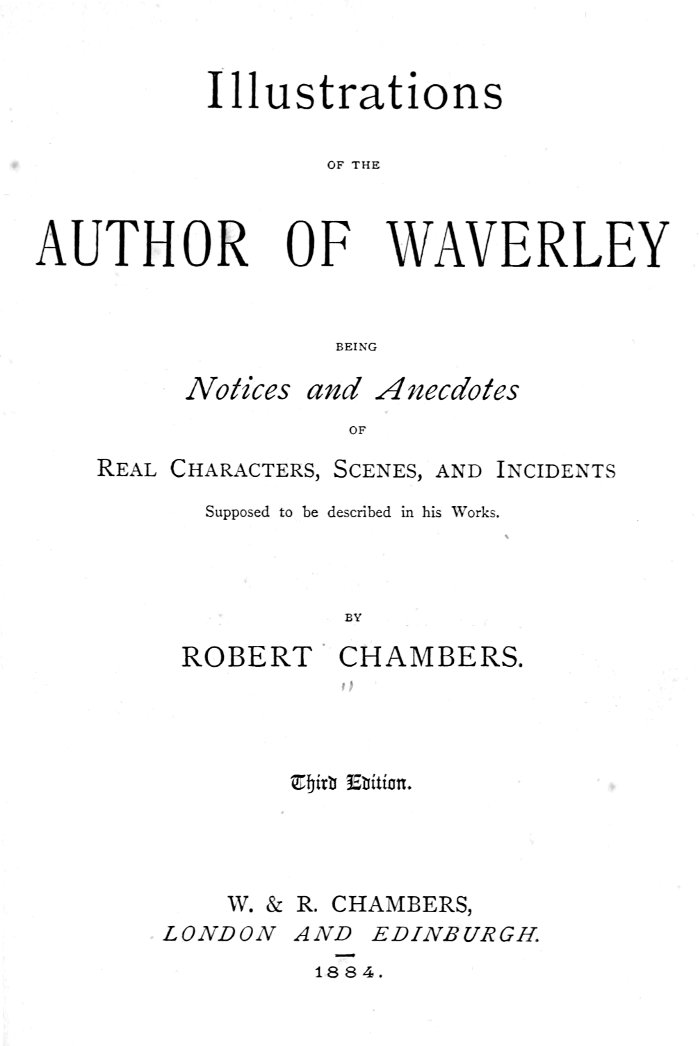 Illustrations
OF THE
AUTHOR OF WAVERLEY
BEING
Notices and Anecdotes
OF
REAL CHARACTERS, SCENES, AND INCIDENTS
Supposed to be described in his Works.
BY
ROBERT CHAMBERS.
Third Edition.
W. & R. CHAMBERS,
LONDON AND EDINBURGH.
1884.